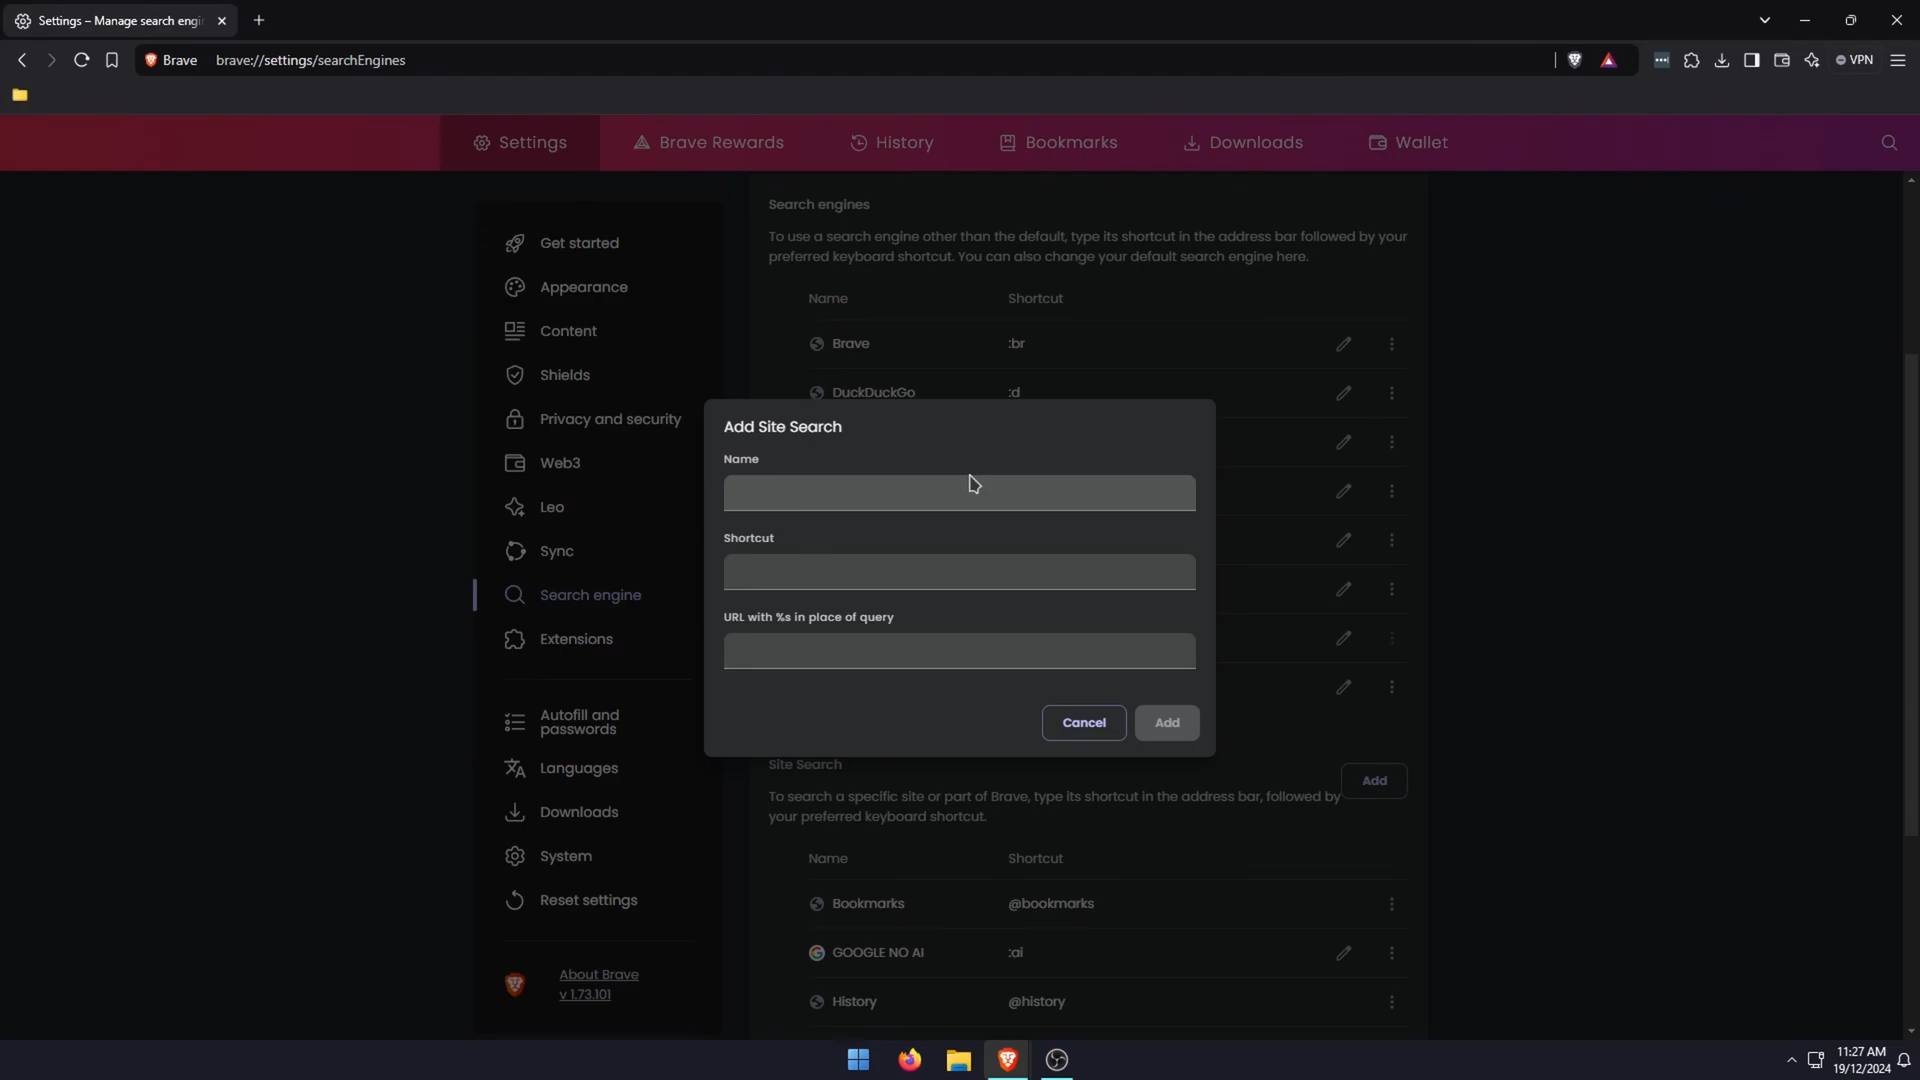 Settings – Manage search engi
Brave brave://settings/searchEngines
VPN
Settings
Brave Rewards
History
Bookmarks
Downloads
Wallet
Get started
Appearance
Content
Shields
Privacy and security
Web3
Leo
Sync
Search engine
Extensions
Autofill and
passwords
Languages
Downloads
System
Reset settings
About Brave
v 1.73.101
Search engines
To use a search engine other than the default, type its shortcut in the address bar followed by your
preferred keyboard shortcut. You can also change your default search engine here.
Name Shortcut
Brave :br
DuckDuckGo :d
Add Site Search
Name
Shortcut
URL with %s in place of query
Cancel Add
Site Search
Add
To search a specific site or part of Brave, type its shortcut in the address bar, followed by
your preferred keyboard shortcut.
Name Shortcut
Bookmarks @bookmarks
GOOGLE NO AI :ai
History @history
11:27 AM
19/12/2024